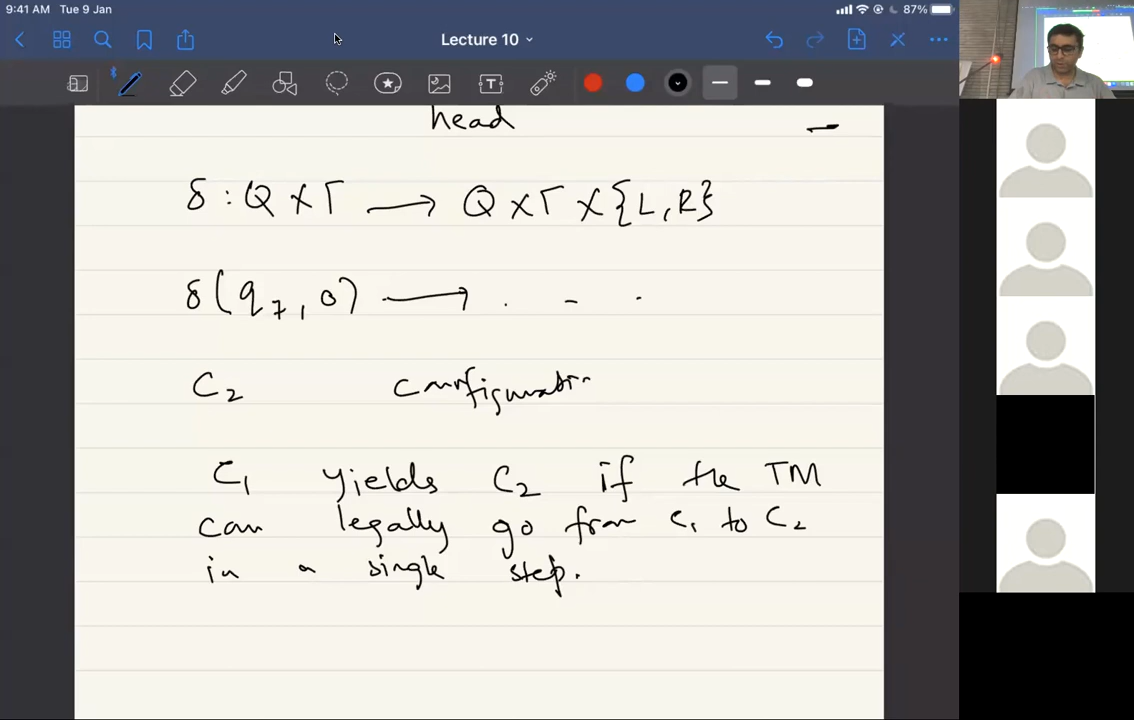 9:41 AM Tue 9 Jan
87%
Lecture 10
head
δ : Q × Γ ⟶ Q × Γ × {L, R}
δ(q₇, 0) ⟶ . - .
C₂ configuration
C₁ yields C₂ if the TM
can legally go from C₁ to C₂
in a single step.